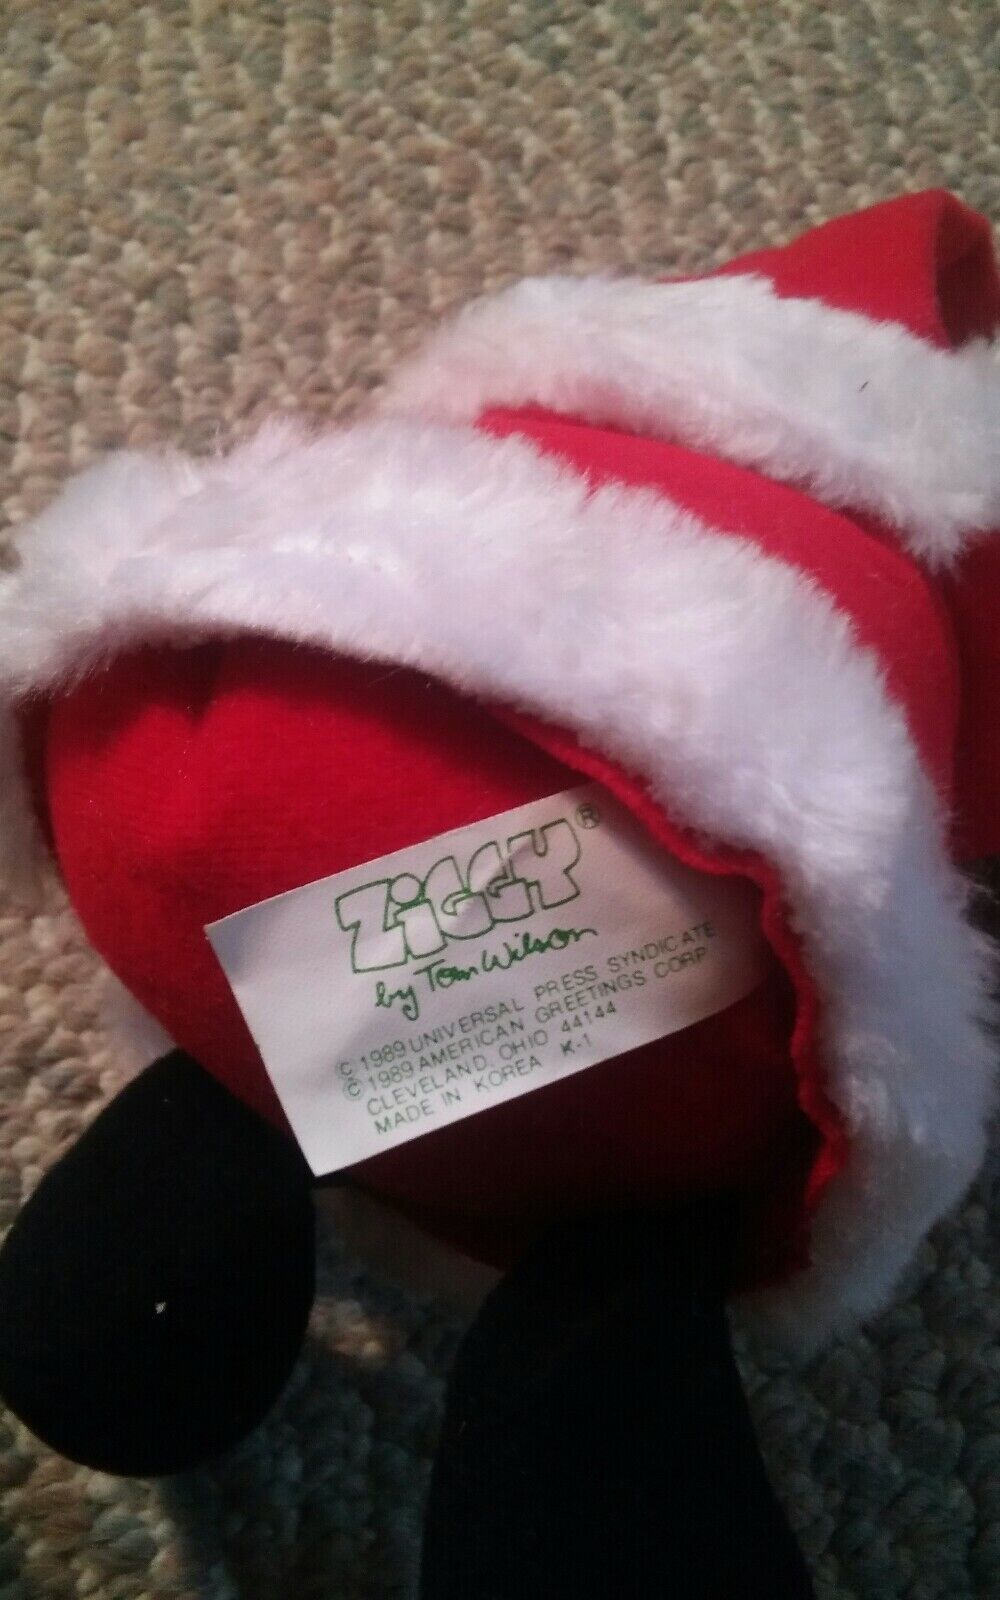 ZiGGY®
by Tom Wilson
© 1989 UNIVERSAL PRESS SYNDICATE
© 1989 AMERICAN GREETINGS CORP
CLEVELAND, OHIO 44144
MADE IN KOREA K-1